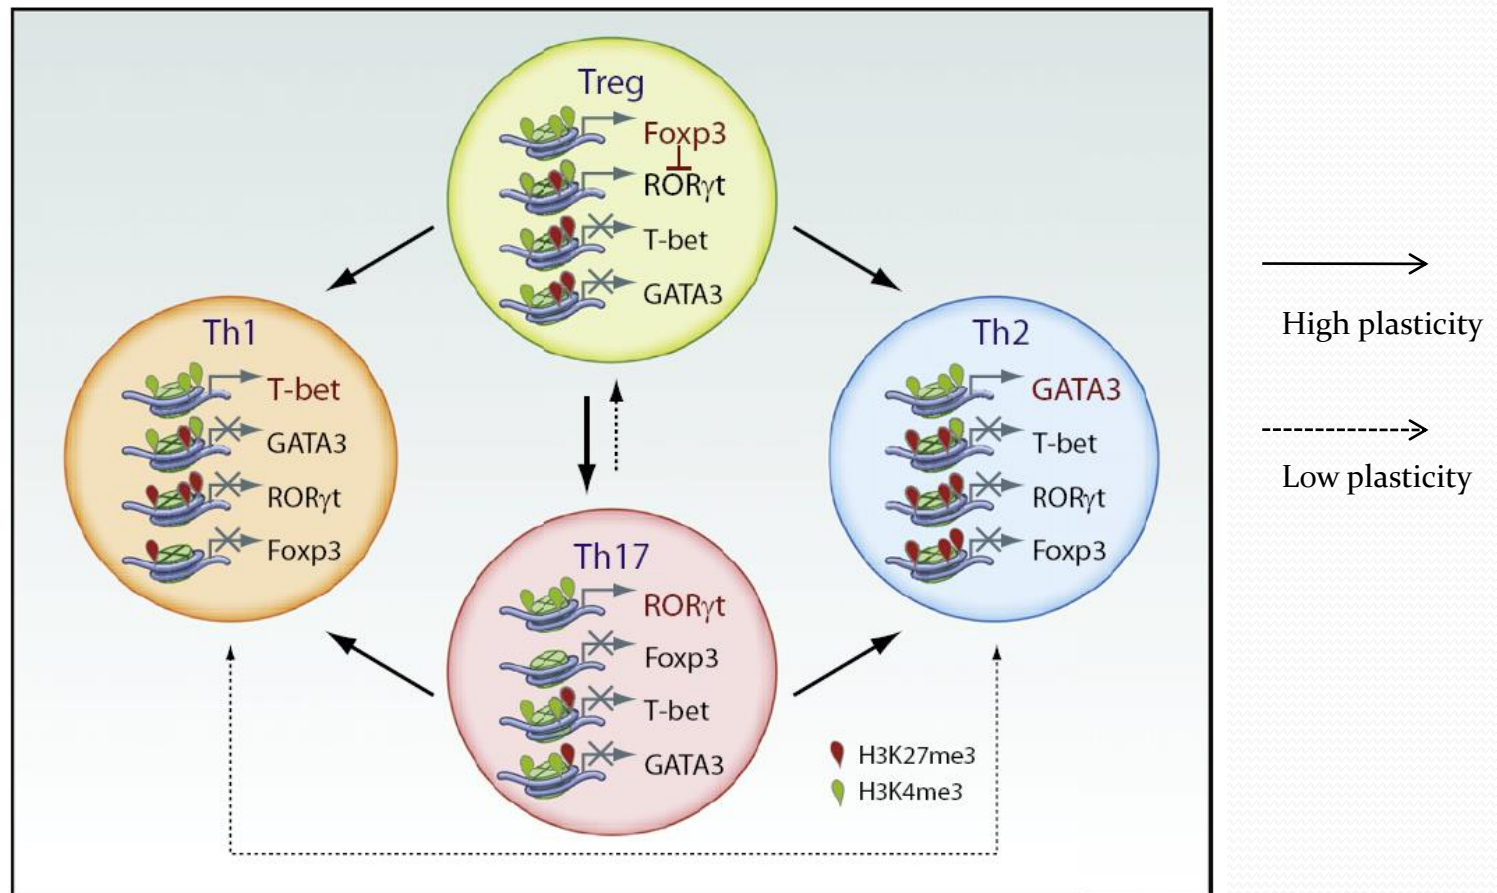 Treg
Foxp3
RORγt
T-bet
GATA3
Th1
T-bet
GATA3
RORγt
Foxp3
Th2
GATA3
T-bet
RORγt
Foxp3
Th17
RORγt
Foxp3
T-bet
GATA3
H3K27me3
H3K4me3
High plasticity
Low plasticity